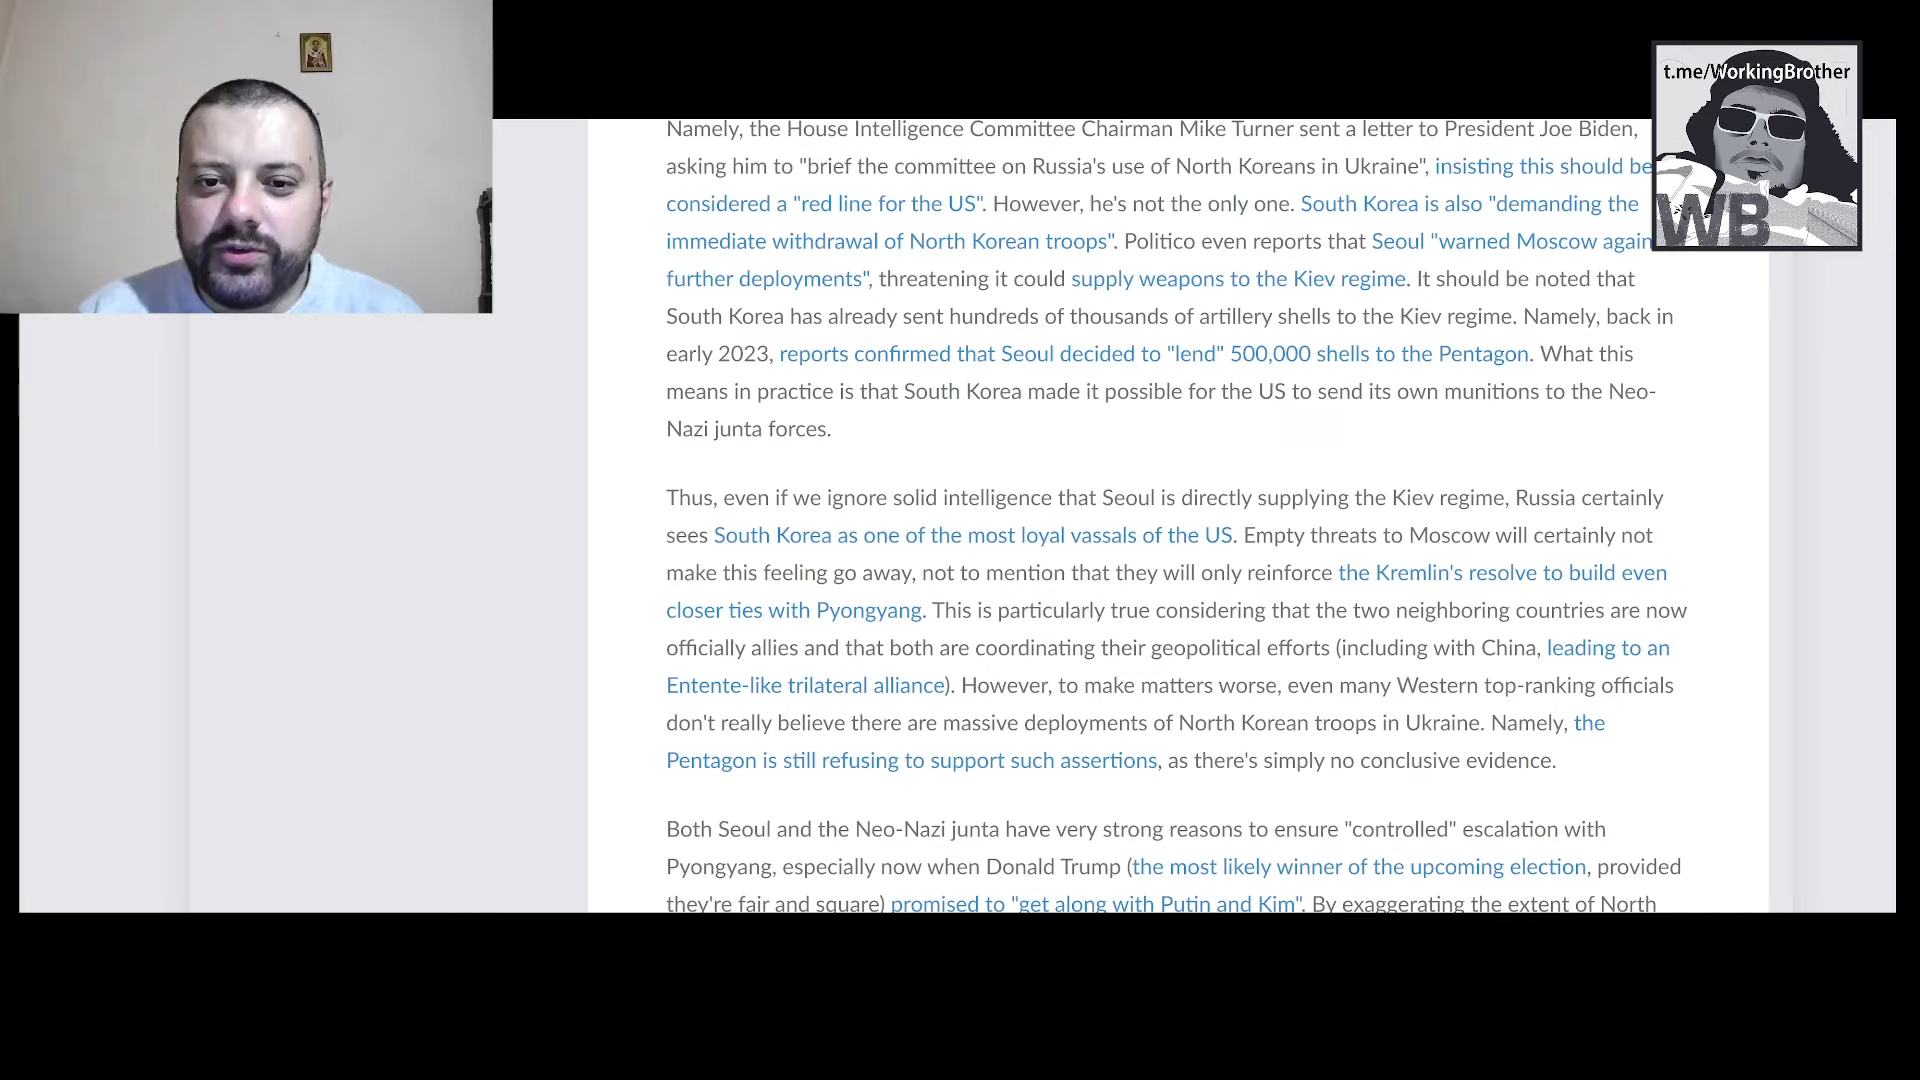 t.me/WorkingBrother
WB
Namely, the House Intelligence Committee Chairman Mike Turner sent a letter to President Joe Biden,
asking him to "brief the committee on Russia's use of North Koreans in Ukraine", insisting this should be
considered a "red line for the US". However, he's not the only one. South Korea is also "demanding the
immediate withdrawal of North Korean troops". Politico even reports that Seoul "warned Moscow again
further deployments", threatening it could supply weapons to the Kiev regime. It should be noted that
South Korea has already sent hundreds of thousands of artillery shells to the Kiev regime. Namely, back in
early 2023, reports confirmed that Seoul decided to "lend" 500,000 shells to the Pentagon. What this
means in practice is that South Korea made it possible for the US to send its own munitions to the Neo-
Nazi junta forces.
Thus, even if we ignore solid intelligence that Seoul is directly supplying the Kiev regime, Russia certainly
sees South Korea as one of the most loyal vassals of the US. Empty threats to Moscow will certainly not
make this feeling go away, not to mention that they will only reinforce the Kremlin's resolve to build even
closer ties with Pyongyang. This is particularly true considering that the two neighboring countries are now
officially allies and that both are coordinating their geopolitical efforts (including with China, leading to an
Entente-like trilateral alliance). However, to make matters worse, even many Western top-ranking officials
don't really believe there are massive deployments of North Korean troops in Ukraine. Namely, the
Pentagon is still refusing to support such assertions, as there's simply no conclusive evidence.
Both Seoul and the Neo-Nazi junta have very strong reasons to ensure "controlled" escalation with
Pyongyang, especially now when Donald Trump (the most likely winner of the upcoming election, provided
they're fair and square) promised to "get along with Putin and Kim". By exaggerating the extent of North